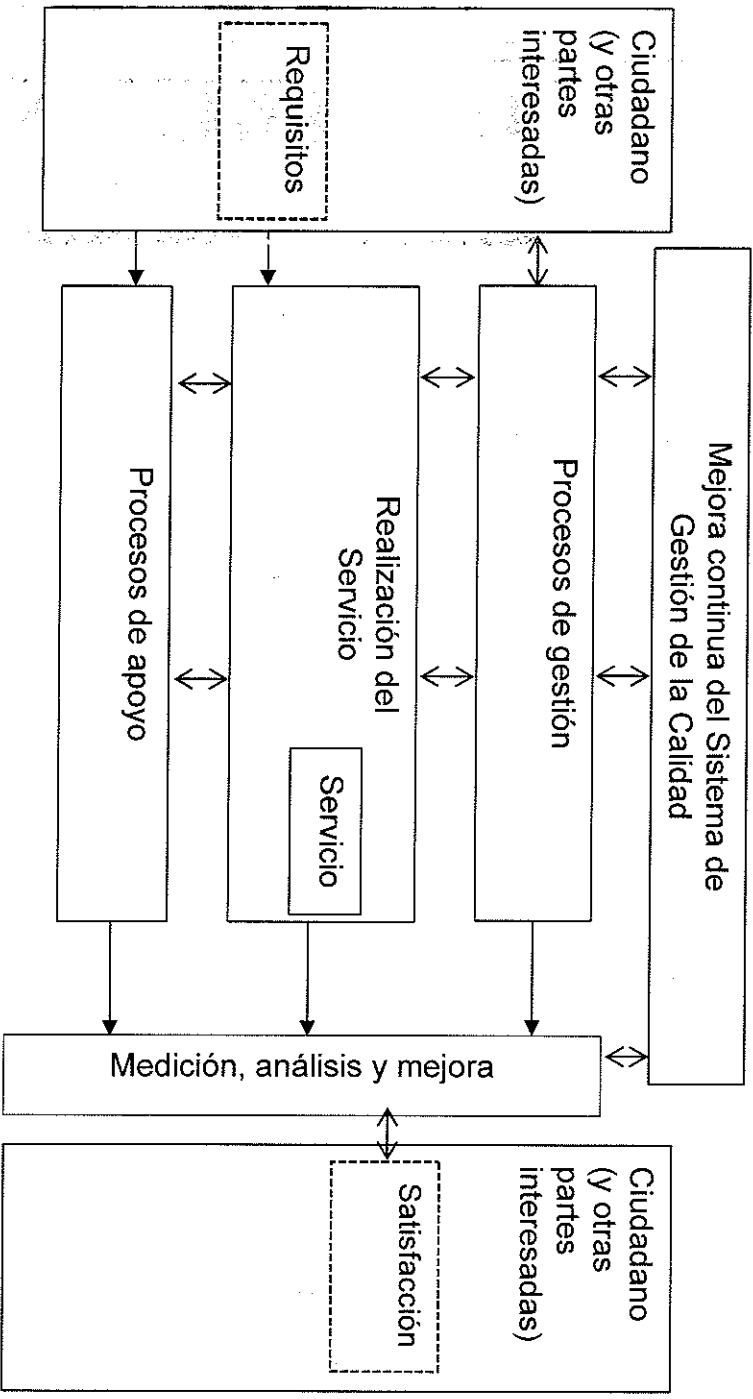 Mejora continua del Sistema de
Gestión de la Calidad
Ciudadano
(y otras
partes
interesadas)
Requisitos
Procesos de gestión
Realización del
Servicio
Servicio
Procesos de apoyo
Medición, análisis y mejora
Ciudadano
(y otras
partes
interesadas)
Satisfacción